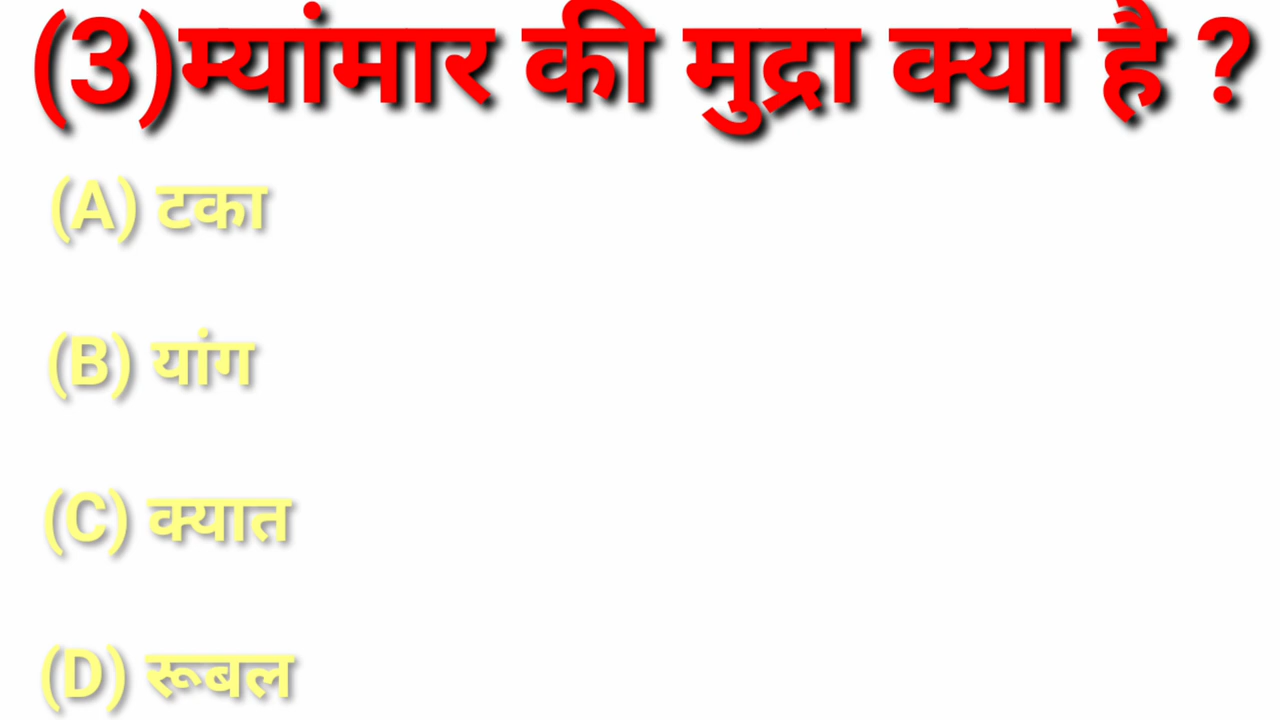 (3)म्यांमार की मुद्रा क्या है ?
(A) टका
(B) यांग
(C) क्यात
(D) रूबल